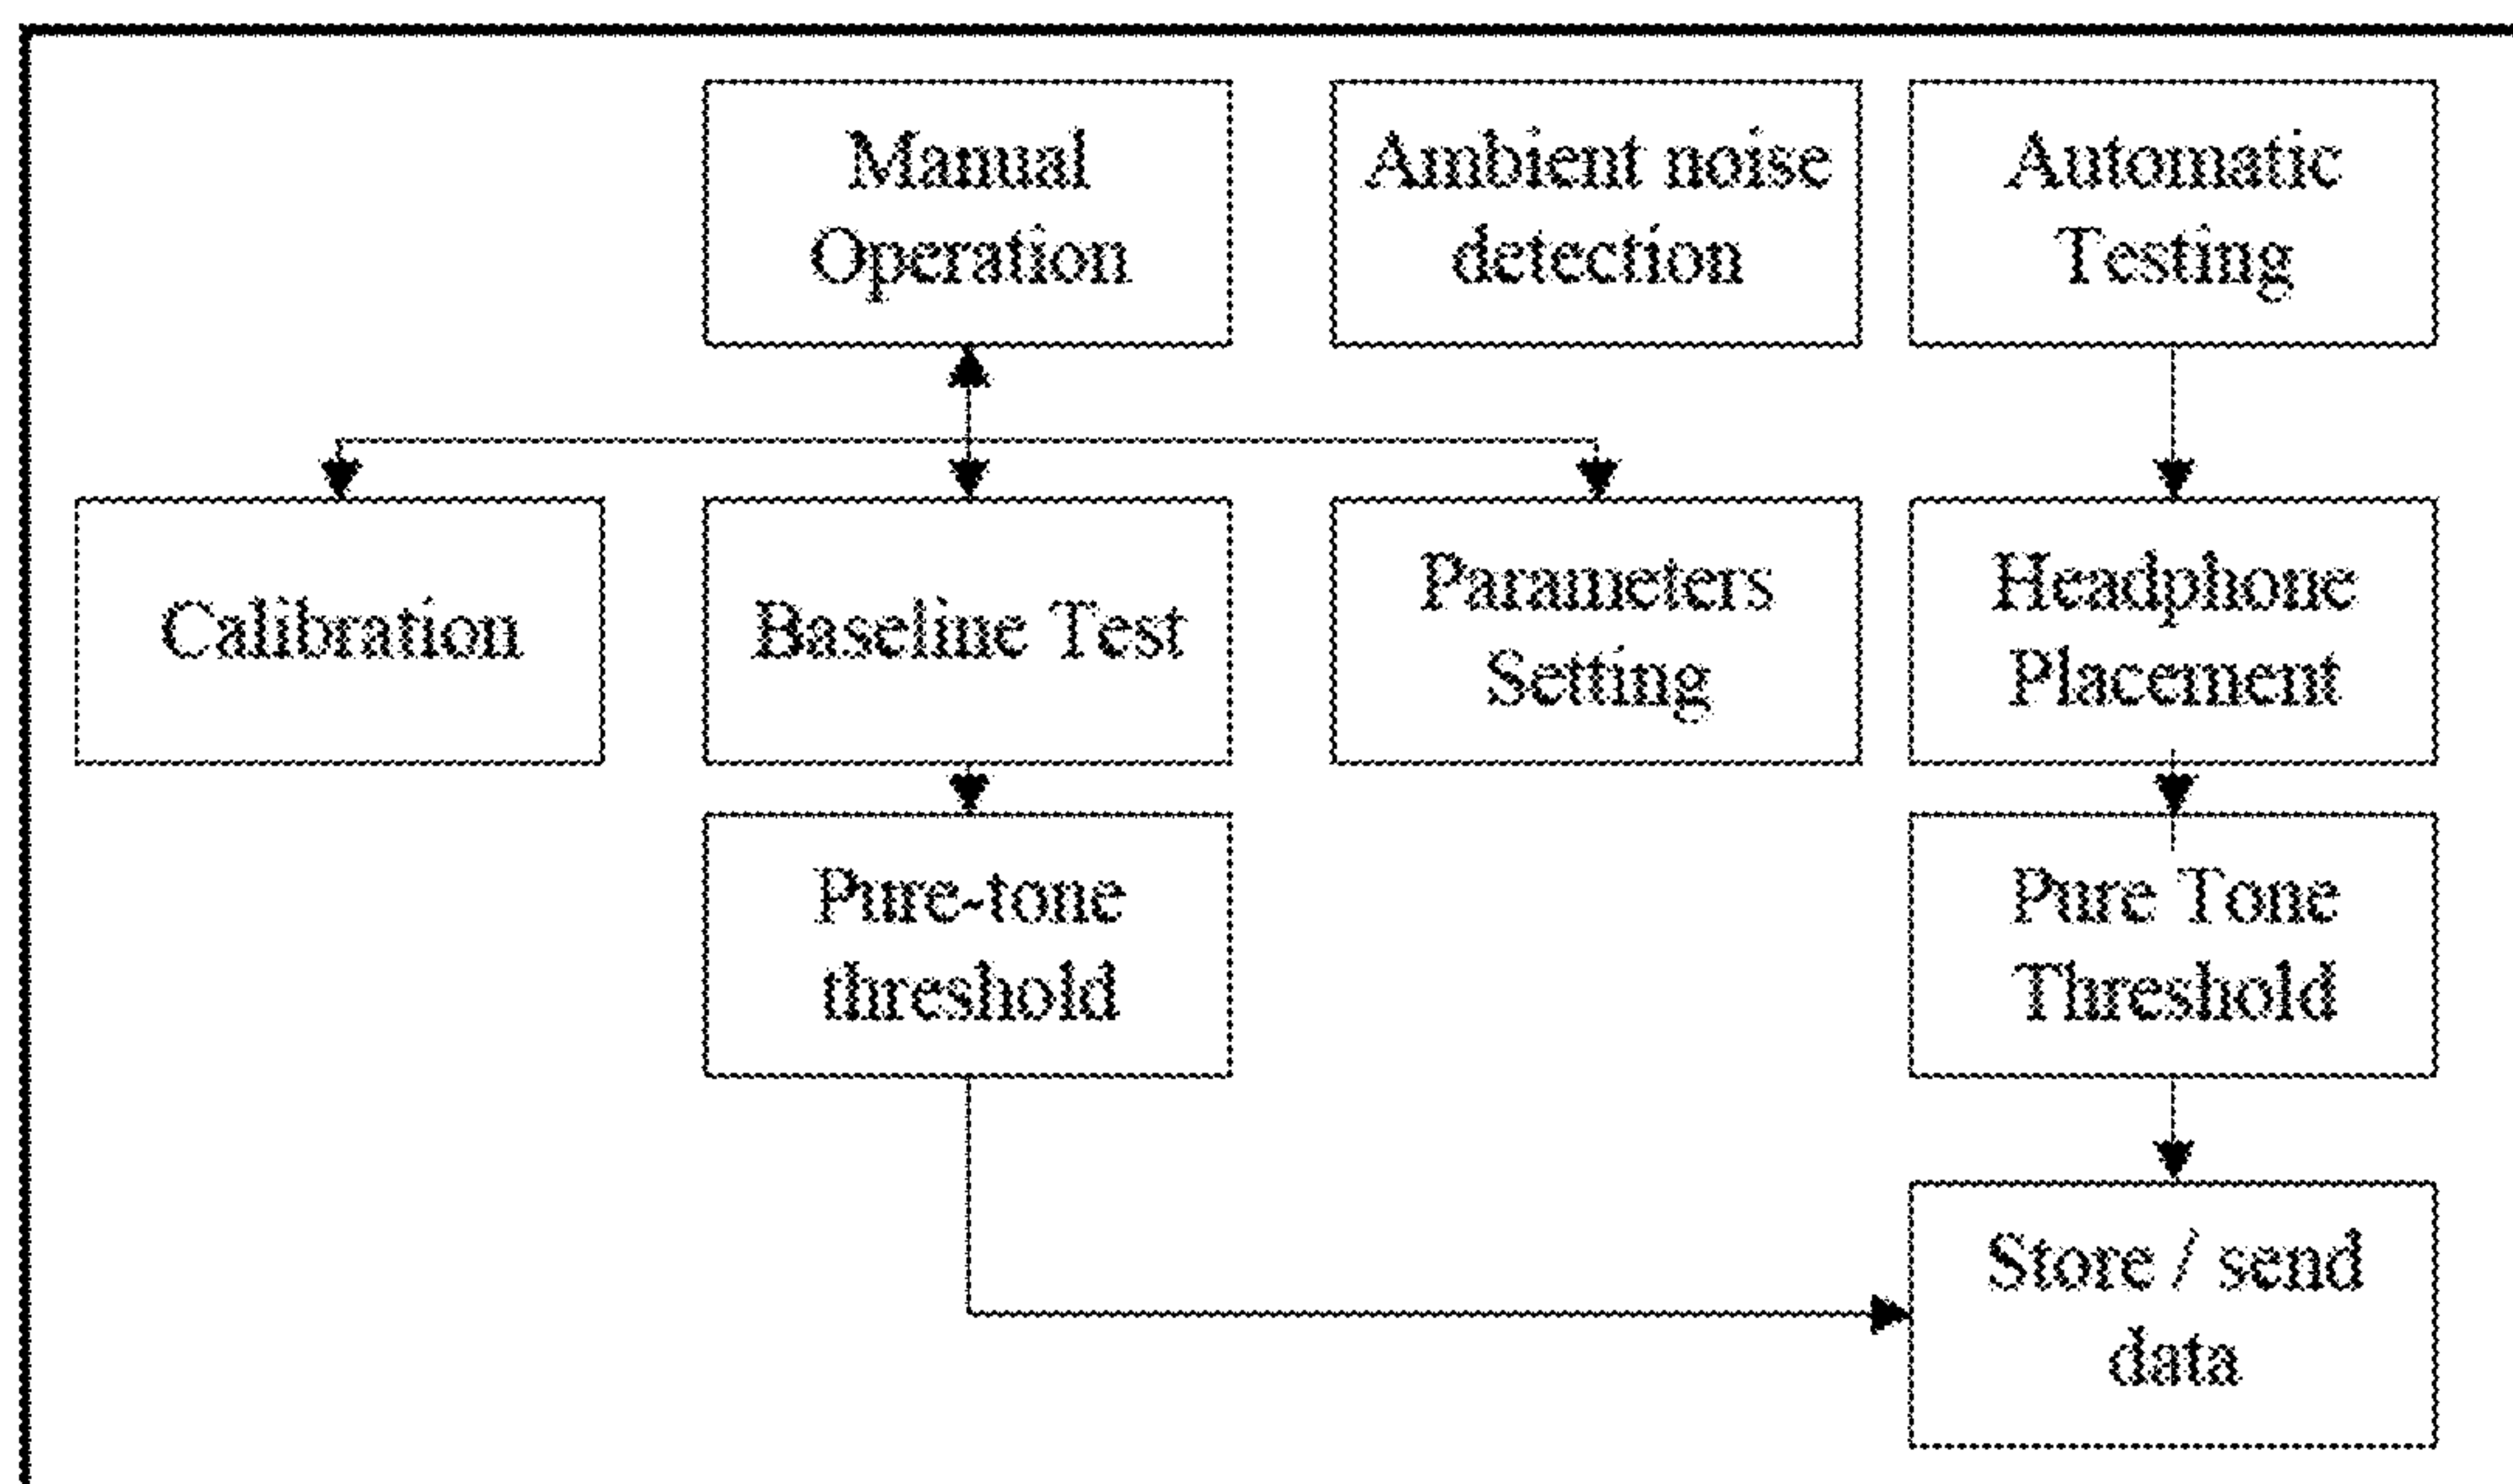 Manual
Operation
Ambient noise
detection
Automatic
Testing
Calibration
Baseline Test
Parameters
Setting
Headphone
Placement
Pure-tone
threshold
Pure Tone
Threshold
Store / send
data